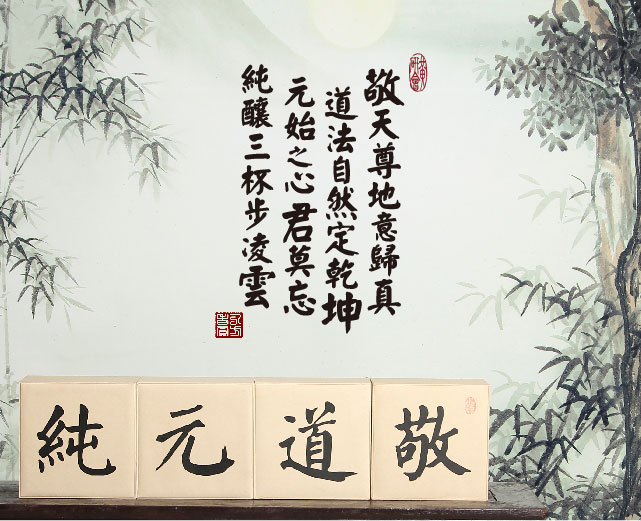 敬天尊地意歸真
道法自然定乾坤
元始之心君莫忘
純釀三杯步凌雲
敬道元純